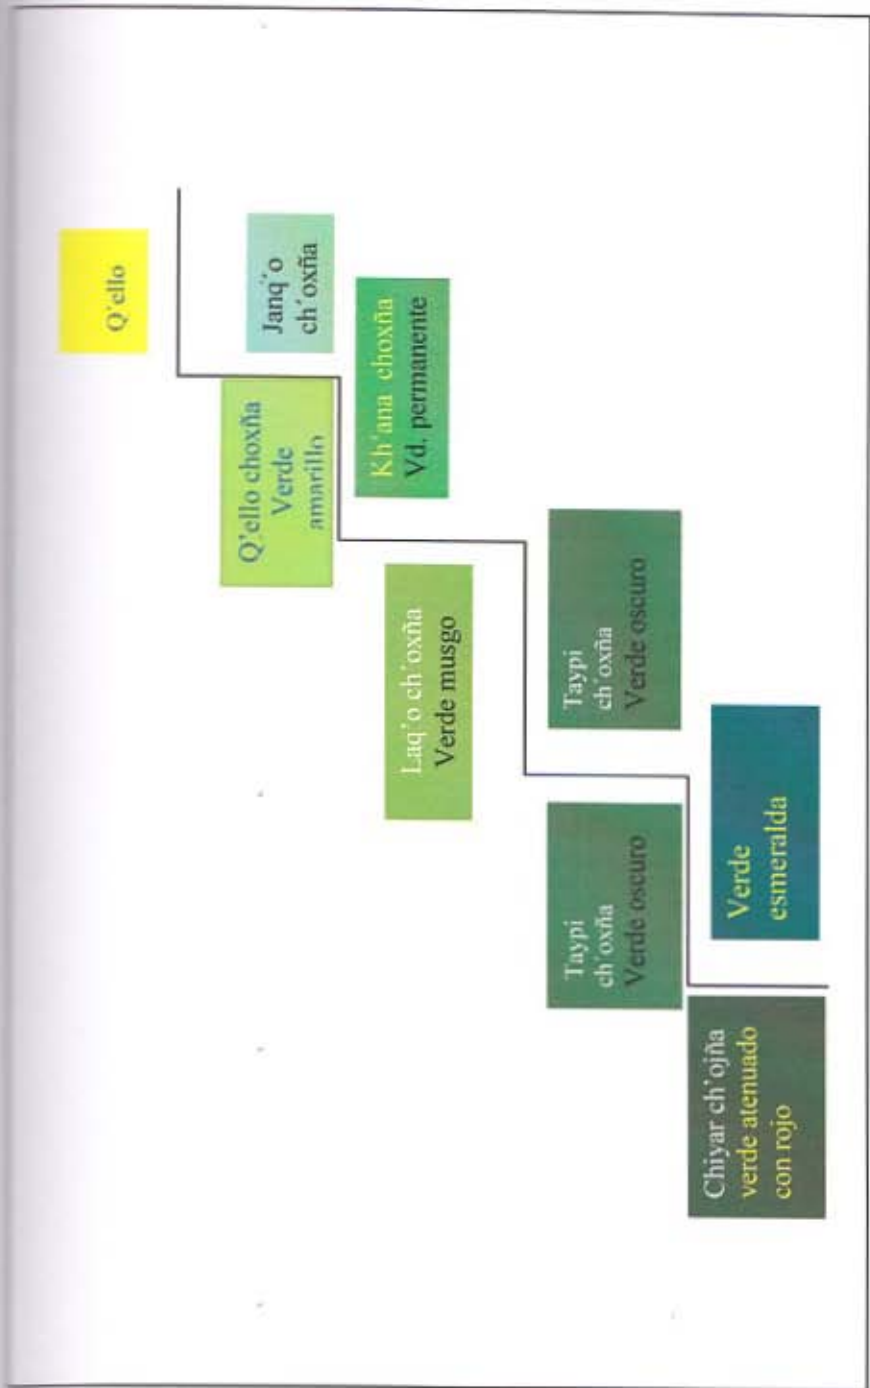 Q'ello
Q'ello choxña
Verde
amarillo
Janq´o
ch´oxña
Kh´ana choxña
Vd. permanente
Laq´o ch´oxña
Verde musgo
Taypi
ch´oxña
Verde oscuro
Taypi
ch´oxña
Verde oscuro
Chiyar ch´ojña
verde atenuado
con rojo
Verde
esmeralda